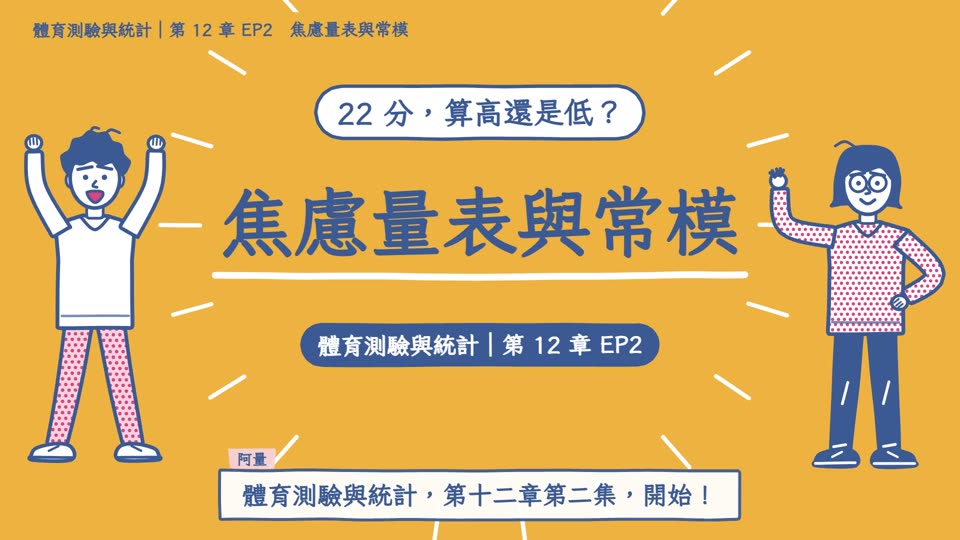 體育測驗與統計｜第 12 章 EP2　焦慮量表與常模
22 分，算高還是低？
焦慮量表與常模
體育測驗與統計｜第 12 章 EP2
阿量
體育測驗與統計，第十二章第二集，開始！